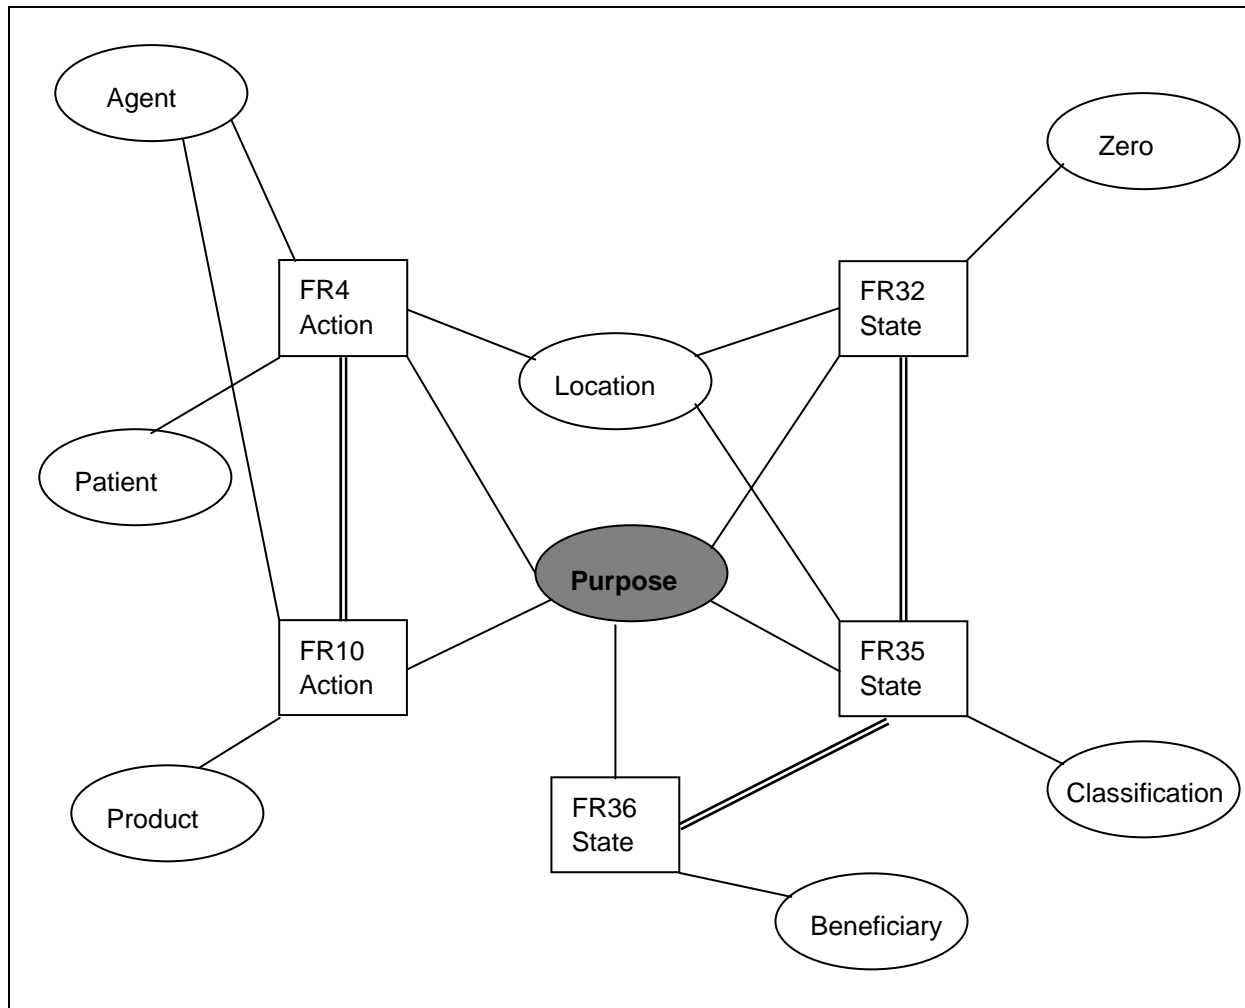 Agent
Zero
FR4
Action
FR32
State
Location
Patient
Purpose
FR10
Action
FR35
State
Product
FR36
State
Classification
Beneficiary